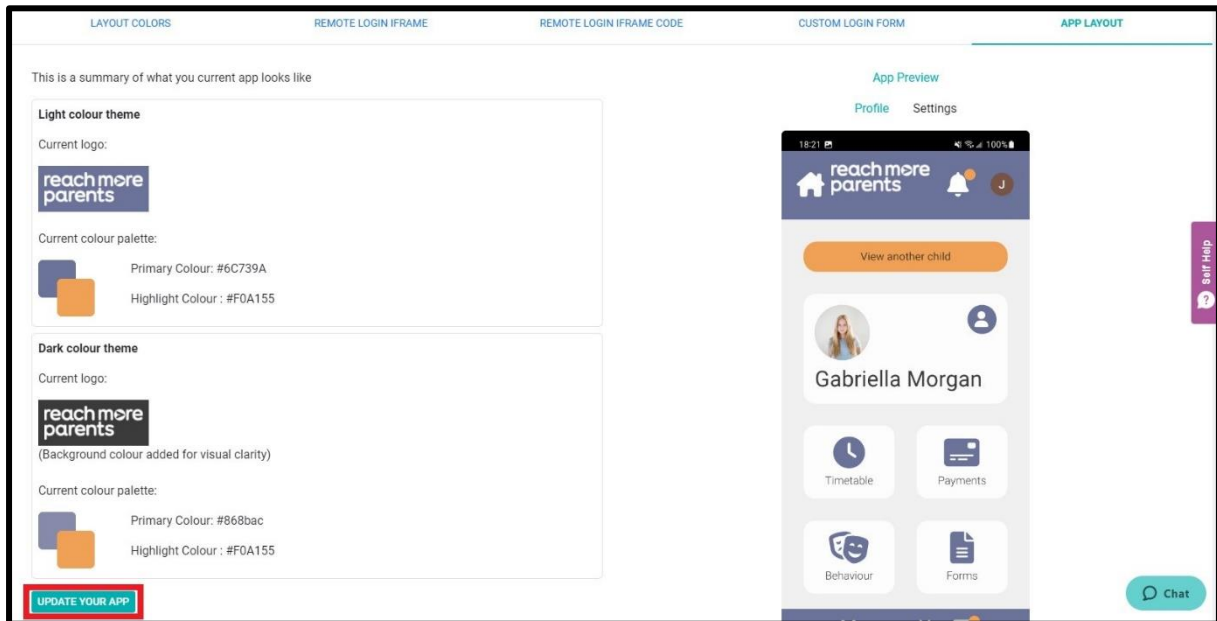 LAYOUT COLORS
REMOTE LOGIN IFRAME
REMOTE LOGIN IFRAME CODE
CUSTOM LOGIN FORM
APP LAYOUT
This is a summary of what you current app looks like
Light colour theme
Current logo:
reach more
parents
Current colour palette:
Primary Colour: #6C739A
Highlight Colour : #F0A155
Dark colour theme
Current logo:
reach more
parents
(Background colour added for visual clarity)
Current colour palette:
Primary Colour: #868bac
Highlight Colour : #F0A155
UPDATE YOUR APP
App Preview
Profile
Settings
18:21
100%
reach more
parents
J
View another child
Gabriella Morgan
Timetable
Payments
Behaviour
Forms
? Self Help
Chat